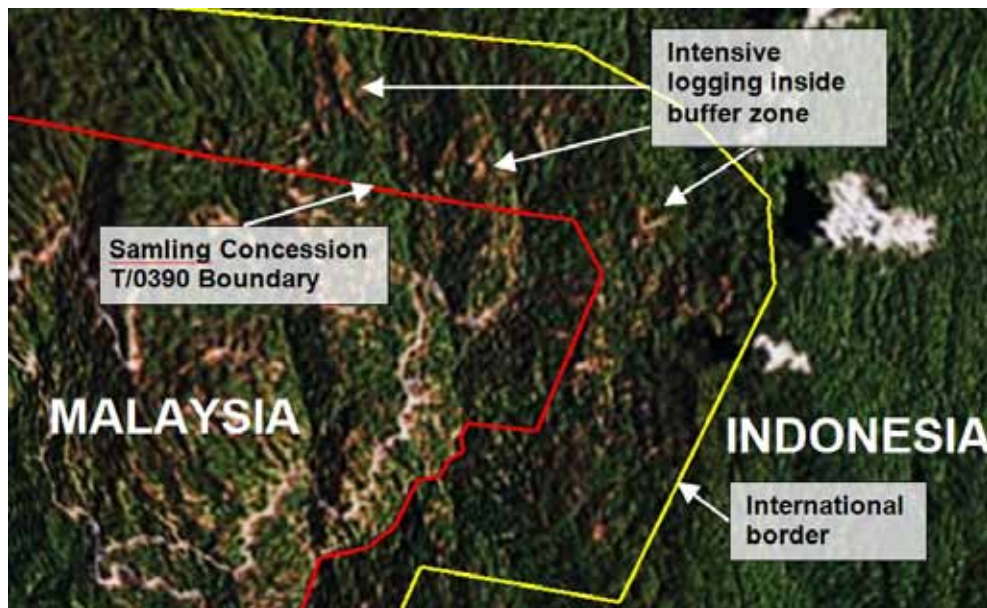 Intensive
logging inside
buffer zone
Samling Concession
T/0390 Boundary
MALAYSIA
INDONESIA
International
border